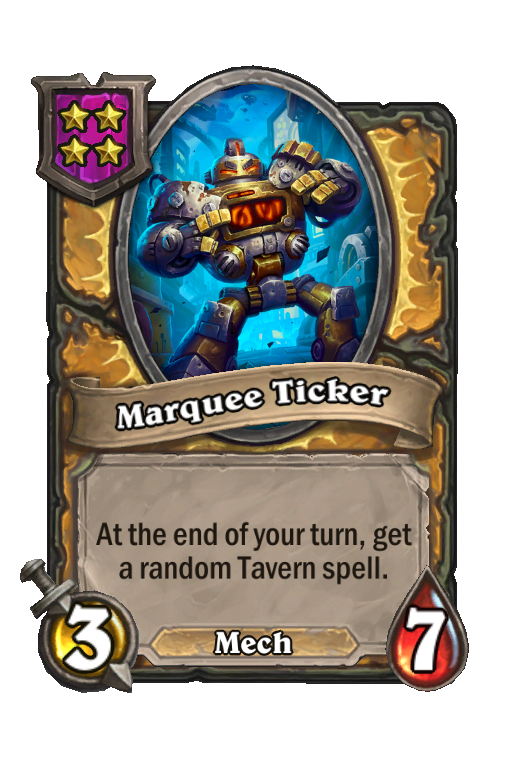 Marquee Ticker
At the end of your turn, get
a random Tavern spell.
3
Mech
7